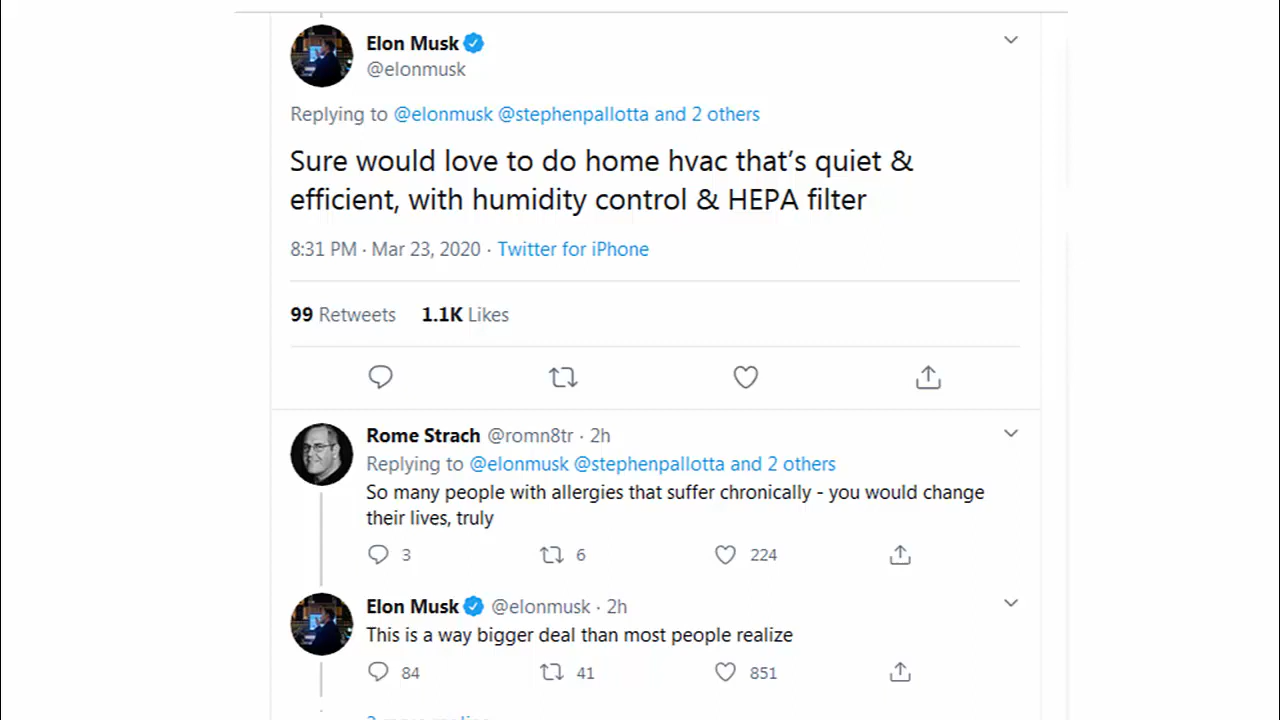 Elon Musk
@elonmusk
Replying to @elonmusk @stephenpallotta and 2 others
Sure would love to do home hvac that’s quiet &
efficient, with humidity control & HEPA filter
8:31 PM · Mar 23, 2020 · Twitter for iPhone
99 Retweets 1.1K Likes
Rome Strach @romn8tr · 2h
Replying to @elonmusk @stephenpallotta and 2 others
So many people with allergies that suffer chronically - you would change
their lives, truly
3 6 224
Elon Musk @elonmusk · 2h
This is a way bigger deal than most people realize
84 41 851